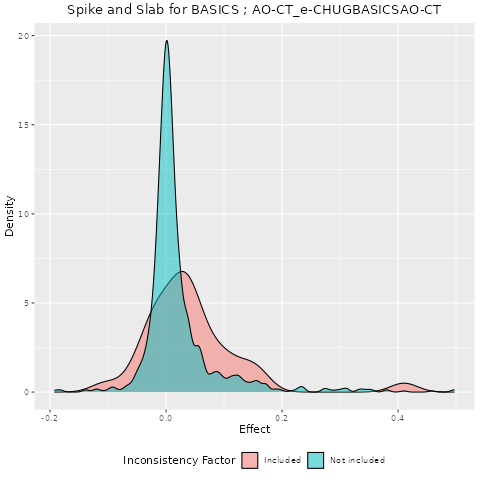 Spike and Slab for BASICS ; AO-CT_e-CHUGBASICSAO-CT
20
15
10
5
0
Density
-0.2 0.0 0.2 0.4
Effect
Inconsistency Factor Included Not included